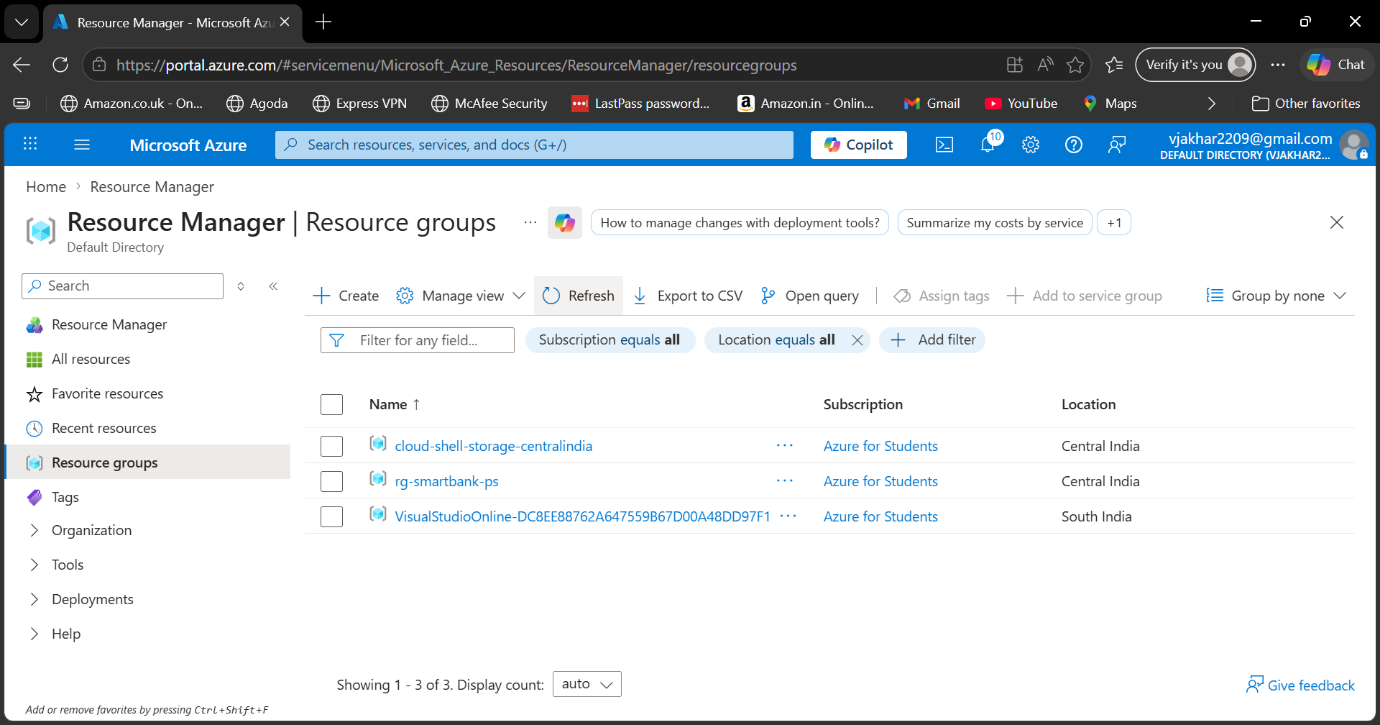 Resource Manager - Microsoft Azu
https://portal.azure.com/#servicemenu/Microsoft_Azure_Resources/ResourceManager/resourcegroups
Verify it's you
Chat
Amazon.co.uk - On...
Agoda
Express VPN
McAfee Security
LastPass password...
Amazon.in - Onlin...
Gmail
YouTube
Maps
Other favorites
Microsoft Azure
Search resources, services, and docs (G+/)
Copilot
10
vjakhar2209@gmail.com
DEFAULT DIRECTORY (VJAKHAR2...
Home > Resource Manager
Resource Manager | Resource groups
Default Directory
How to manage changes with deployment tools?
Summarize my costs by service
+1
Search
Resource Manager
All resources
Favorite resources
Recent resources
Resource groups
Tags
Organization
Tools
Deployments
Help
Add or remove favorites by pressing Ctrl+Shift+F
Create
Manage view
Refresh
Export to CSV
Open query
Assign tags
Add to service group
Group by none
Filter for any field...
Subscription equals all
Location equals all
Add filter
Name ↑ Subscription Location
cloud-shell-storage-centralindia ... Azure for Students Central India
rg-smartbank-ps ... Azure for Students Central India
VisualStudioOnline-DC8EE88762A647559B67D00A48DD97F1 ... Azure for Students South India
Showing 1 - 3 of 3. Display count: auto
Give feedback